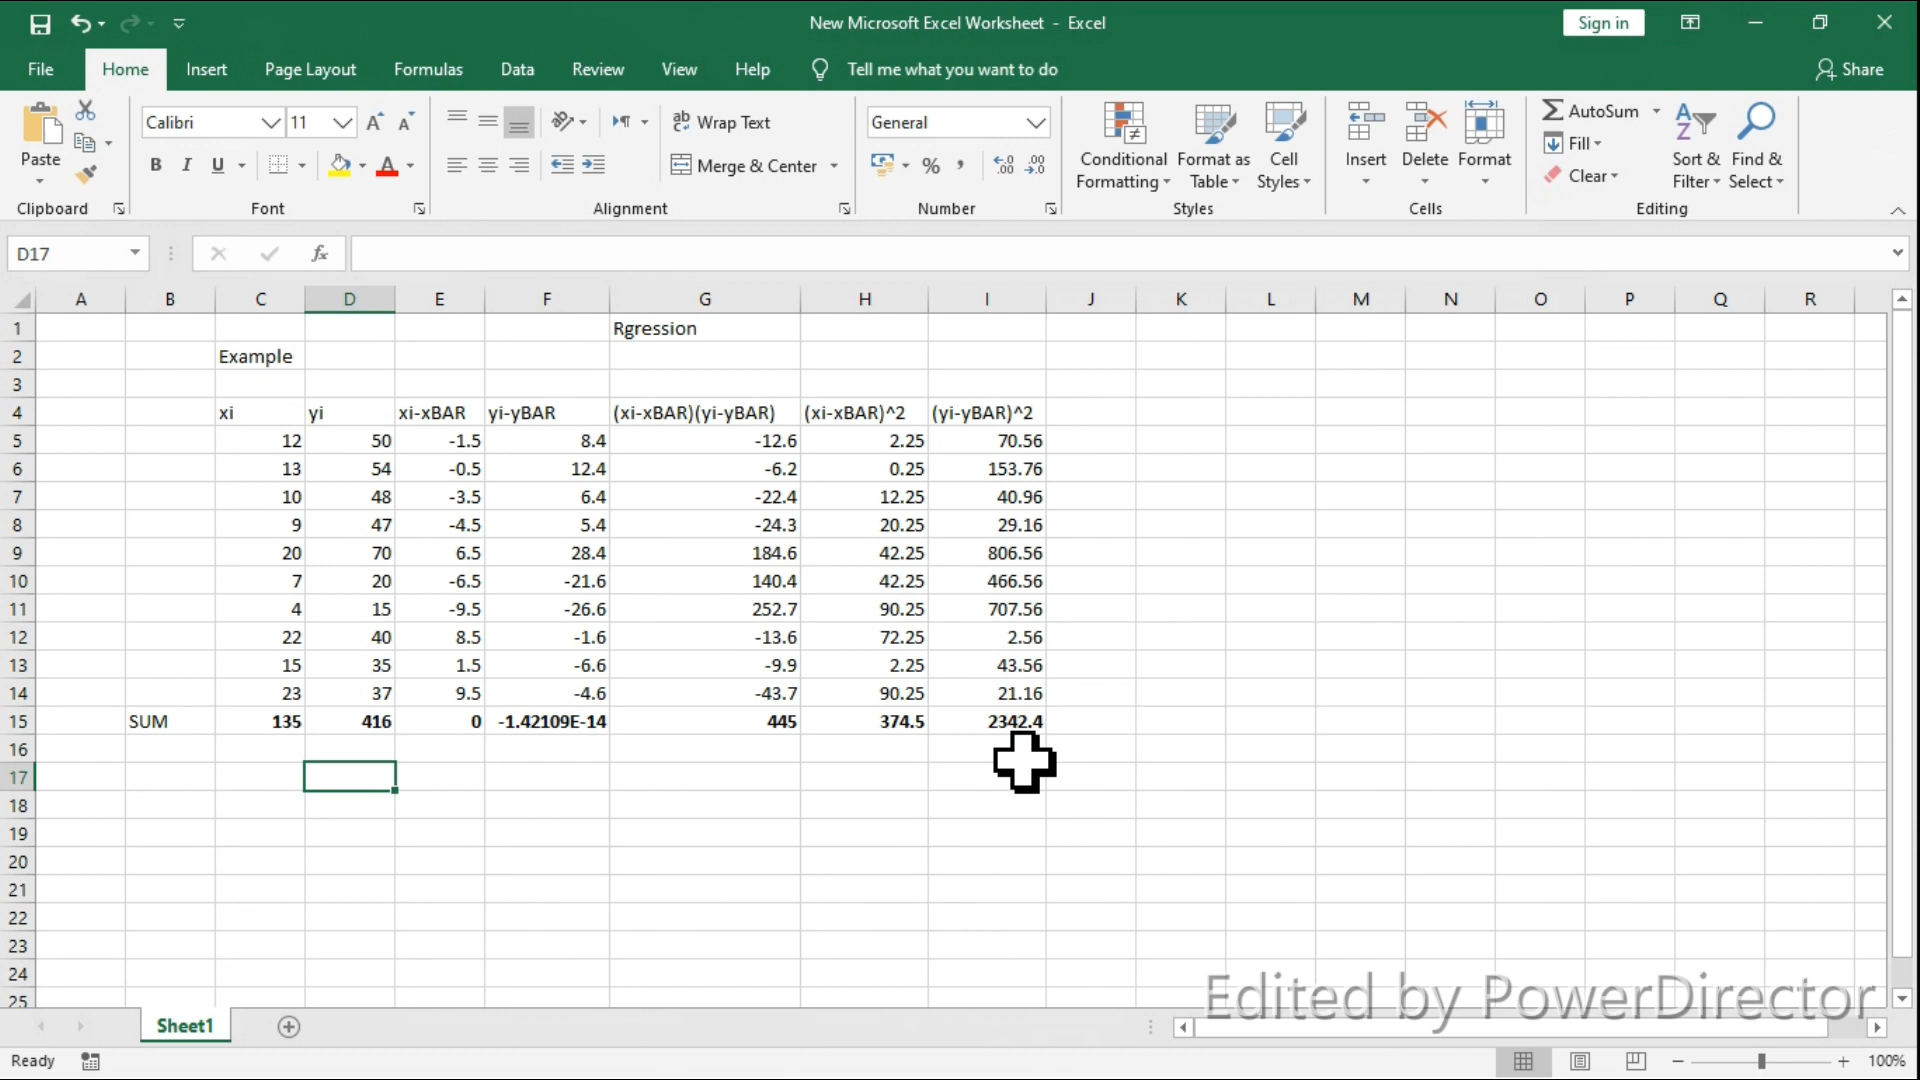 New Microsoft Excel Worksheet - Excel
Sign in
File Home Insert Page Layout Formulas Data Review View Help Tell me what you want to do Share
Paste
Clipboard
Calibri 11
B I U A
Font
ab Wrap Text
Merge & Center
Alignment
General
% ,
Number
Conditional Formatting
Format as Table
Cell Styles
Styles
Insert Delete Format
Cells
AutoSum
Fill
Clear
Sort & Filter
Find & Select
Editing
D17 fx
A B C D E F G H I J K L M N O P Q R
1 Rgression
2 Example
3
4 xi yi xi-xBAR yi-yBAR (xi-xBAR)(yi-yBAR) (xi-xBAR)^2 (yi-yBAR)^2
5 12 50 -1.5 8.4 -12.6 2.25 70.56
6 13 54 -0.5 12.4 -6.2 0.25 153.76
7 10 48 -3.5 6.4 -22.4 12.25 40.96
8 9 47 -4.5 5.4 -24.3 20.25 29.16
9 20 70 6.5 28.4 184.6 42.25 806.56
10 7 20 -6.5 -21.6 140.4 42.25 466.56
11 4 15 -9.5 -26.6 252.7 90.25 707.56
12 22 40 8.5 -1.6 -13.6 72.25 2.56
13 15 35 1.5 -6.6 -9.9 2.25 43.56
14 23 37 9.5 -4.6 -43.7 90.25 21.16
15 SUM 135 416 0 -1.42109E-14 445 374.5 2342.4
16
17
18
19
20
21
22
23
24
25
Edited by PowerDirector
Sheet1
Ready 100%